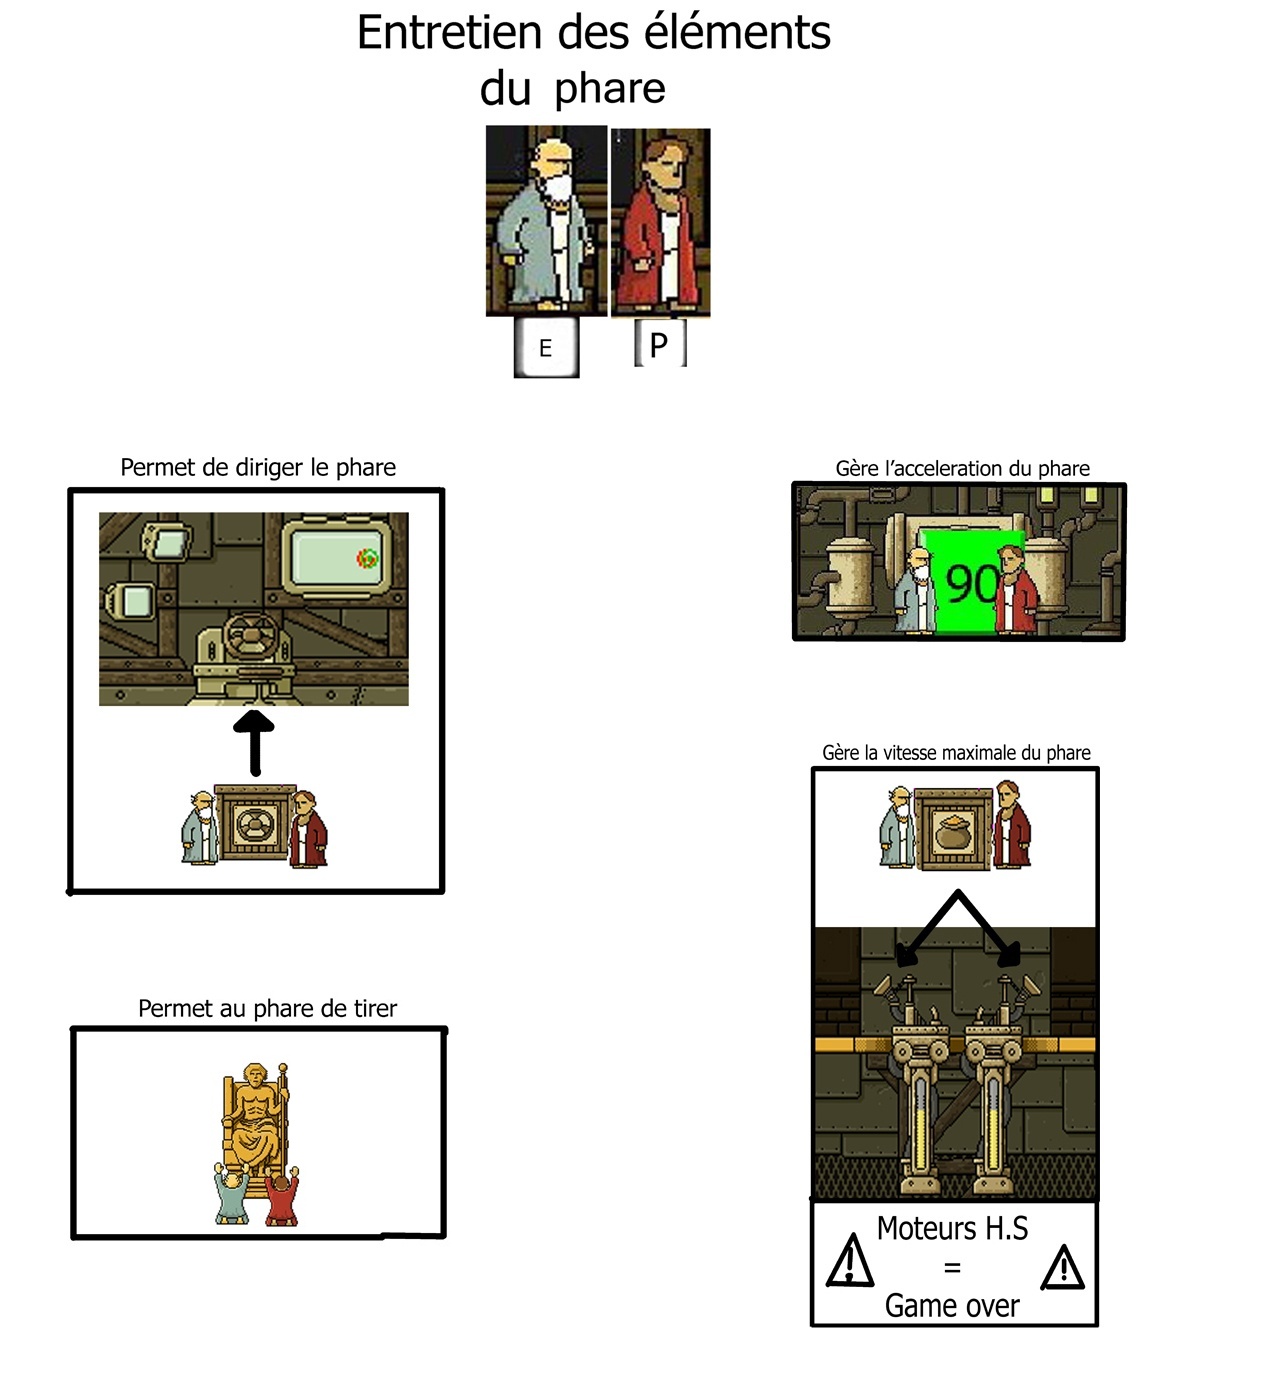 Entretien des éléments
du phare
E
P
Permet de diriger le phare
Gère l'acceleration du phare
90
Gère la vitesse maximale du phare
Permet au phare de tirer
Moteurs H.S
=
Game over